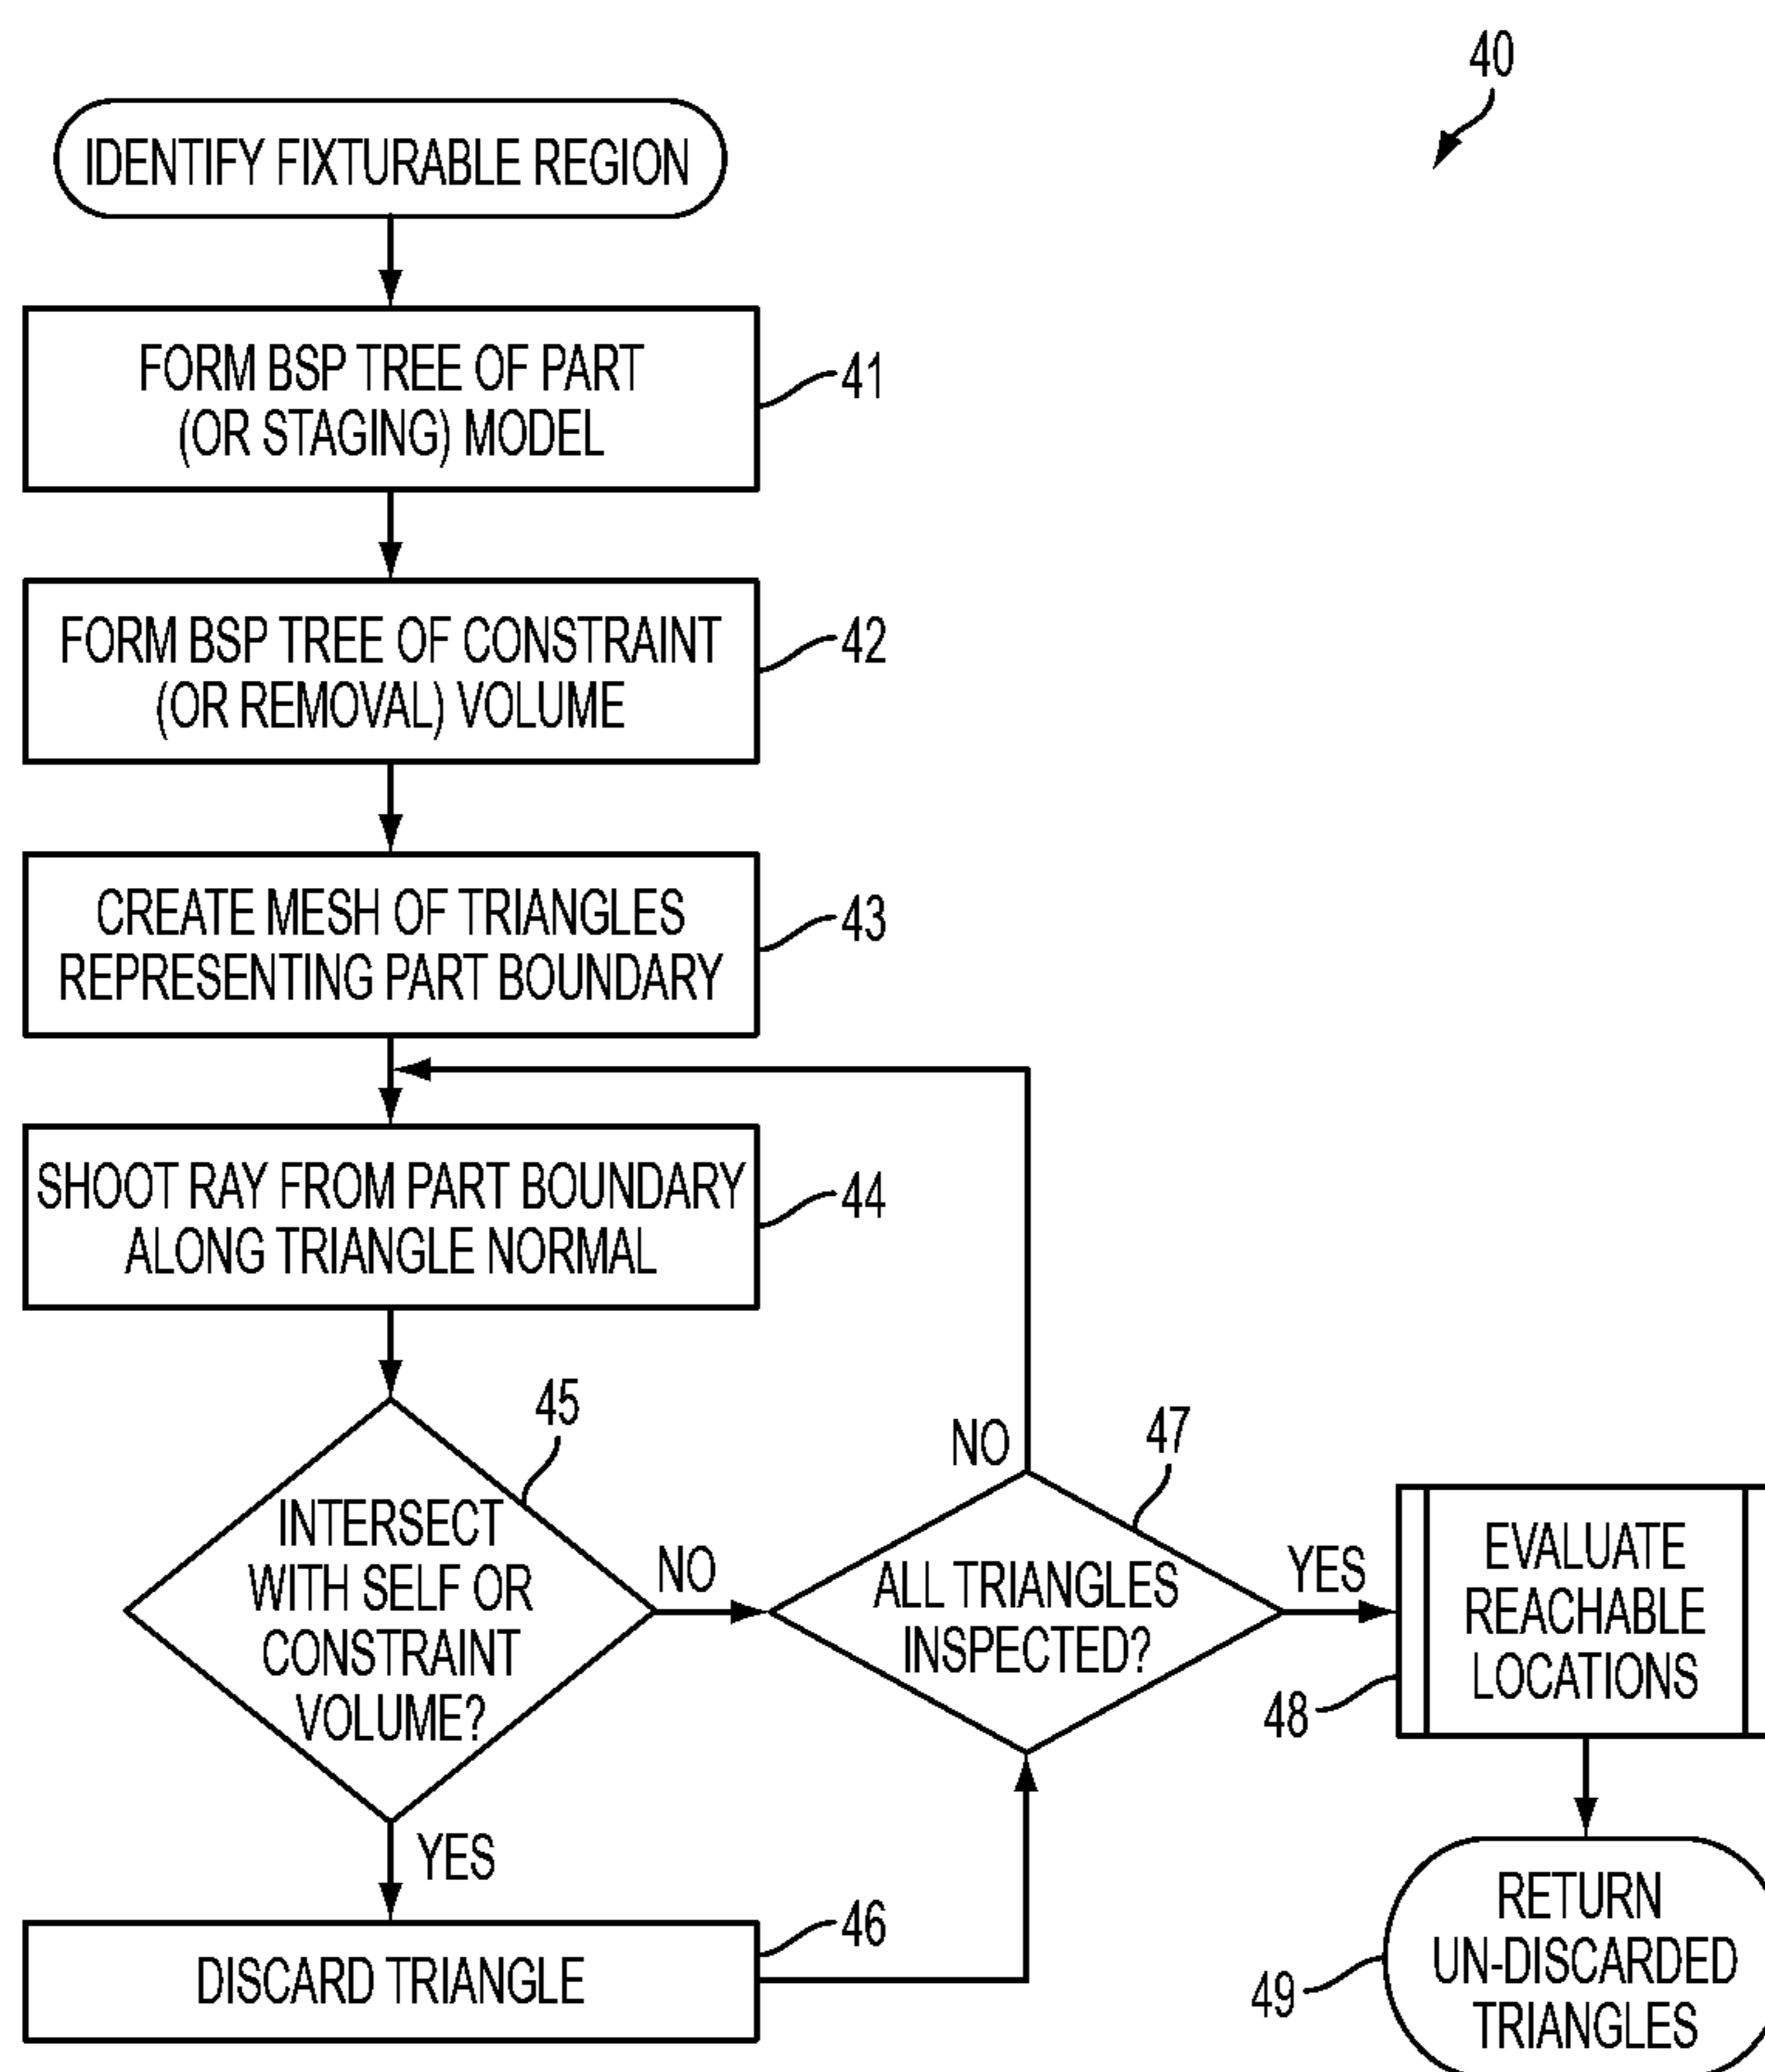 40
IDENTIFY FIXTURABLE REGION
FORM BSP TREE OF PART
(OR STAGING) MODEL
41
FORM BSP TREE OF CONSTRAINT
(OR REMOVAL) VOLUME
42
CREATE MESH OF TRIANGLES
REPRESENTING PART BOUNDARY
43
SHOOT RAY FROM PART BOUNDARY
ALONG TRIANGLE NORMAL
44
45
INTERSECT
WITH SELF OR
CONSTRAINT
VOLUME?
NO
YES
DISCARD TRIANGLE
46
NO
47
ALL TRIANGLES
INSPECTED?
YES
EVALUATE
REACHABLE
LOCATIONS
48
RETURN
UN-DISCARDED
TRIANGLES
49